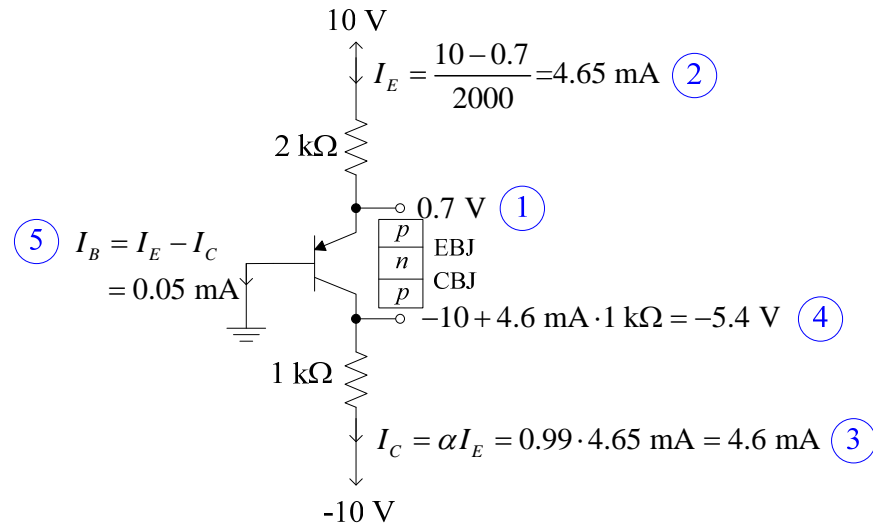 10 V
I_E = \frac{10-0.7}{2000} =4.65 mA 2
2 kΩ
0.7 V 1
p
EBJ
n
CBJ
p
5 I_B = I_E − I_C
= 0.05 mA
−10 + 4.6 mA·1 kΩ = −5.4 V 4
1 kΩ
I_C = αI_E = 0.99·4.65 mA = 4.6 mA 3
-10 V